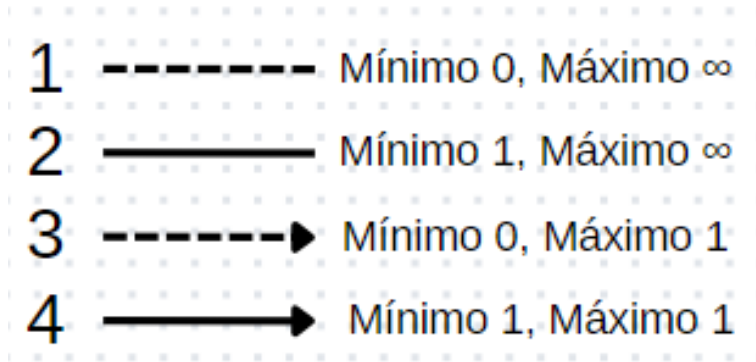 1 Mínimo 0, Máximo ∞
2 Mínimo 1, Máximo ∞
3 Mínimo 0, Máximo 1
4 Mínimo 1, Máximo 1